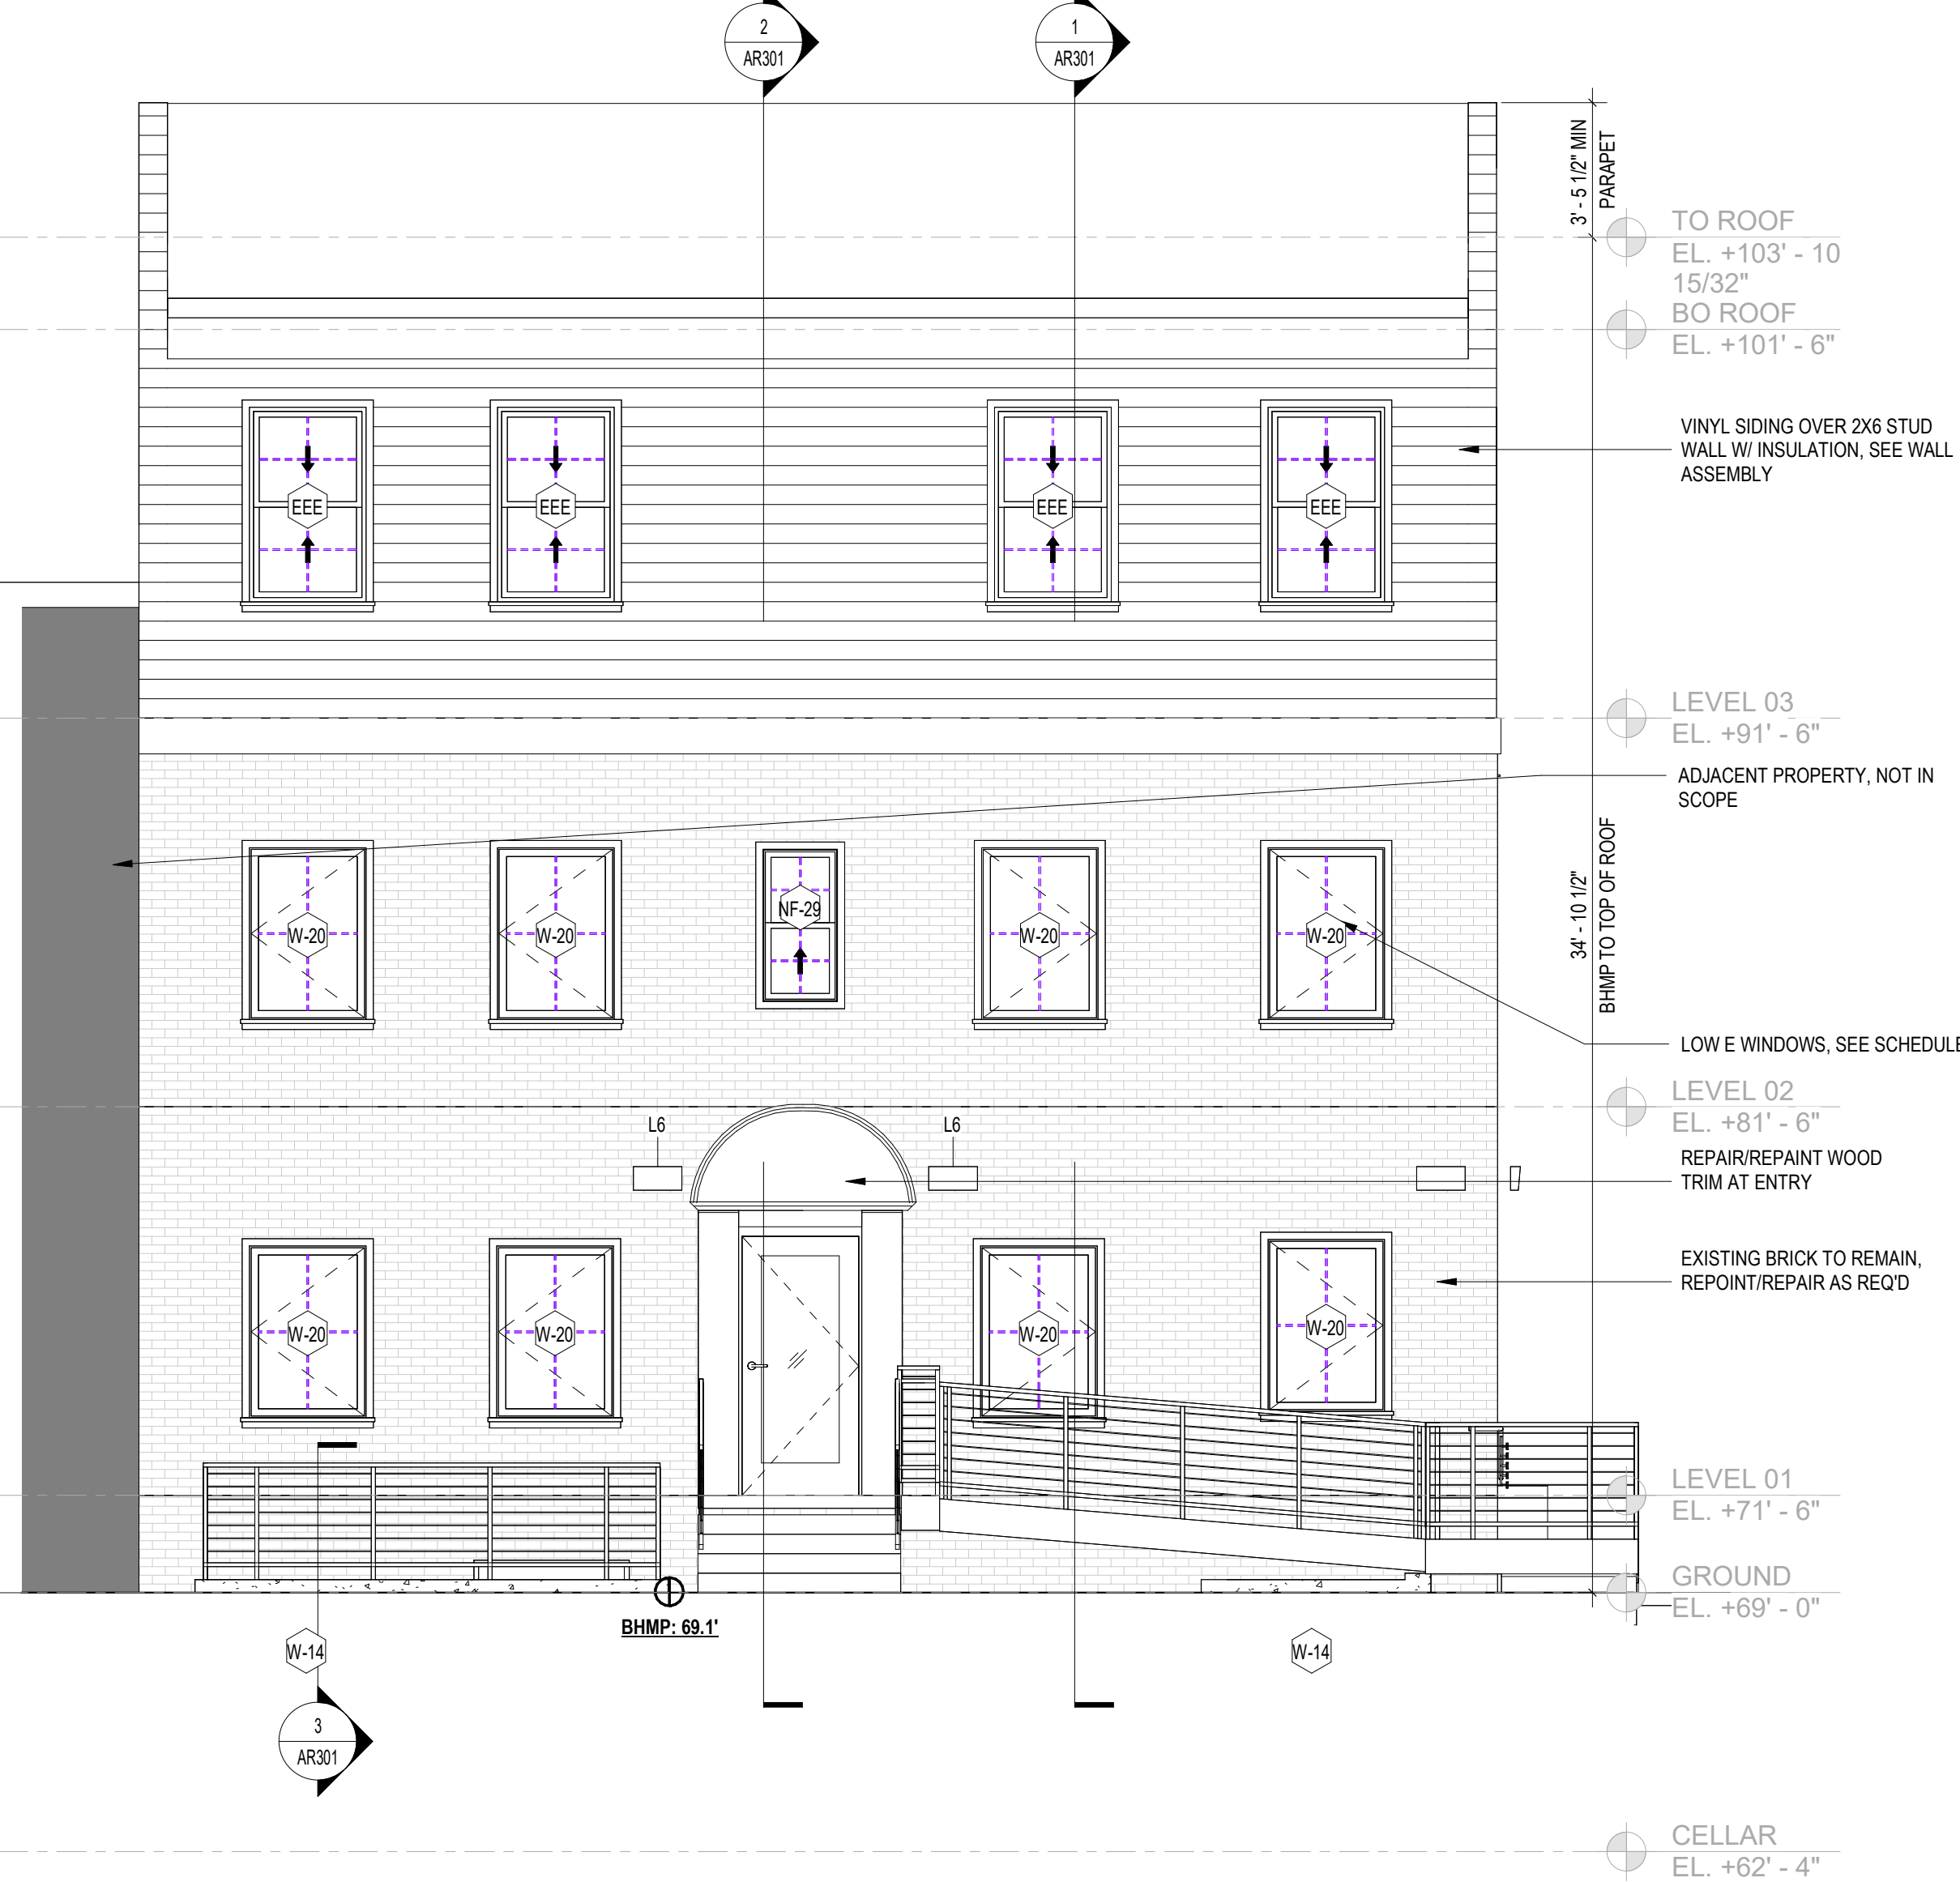 2
AR301
1
AR301
3' - 5 1/2" MIN
PARAPET
TO ROOF
EL. +103' - 10
15/32"
BO ROOF
EL. +101' - 6"
VINYL SIDING OVER 2X6 STUD
WALL W/ INSULATION, SEE WALL
ASSEMBLY
EEE
EEE
EEE
EEE
LEVEL 03
EL. +91' - 6"
ADJACENT PROPERTY, NOT IN
SCOPE
34' - 10 1/2"
BHMP TO TOP OF ROOF
W-20
W-20
NF-29
W-20
W-20
LOW E WINDOWS, SEE SCHEDULE
LEVEL 02
EL. +81' - 6"
L6
L6
REPAIR/REPAINT WOOD
TRIM AT ENTRY
EXISTING BRICK TO REMAIN,
REPOINT/REPAIR AS REQ'D
W-20
W-20
W-20
W-20
LEVEL 01
EL. +71' - 6"
GROUND
EL. +69' - 0"
BHMP: 69.1'
W-14
W-14
3
AR301
CELLAR
EL. +62' - 4"